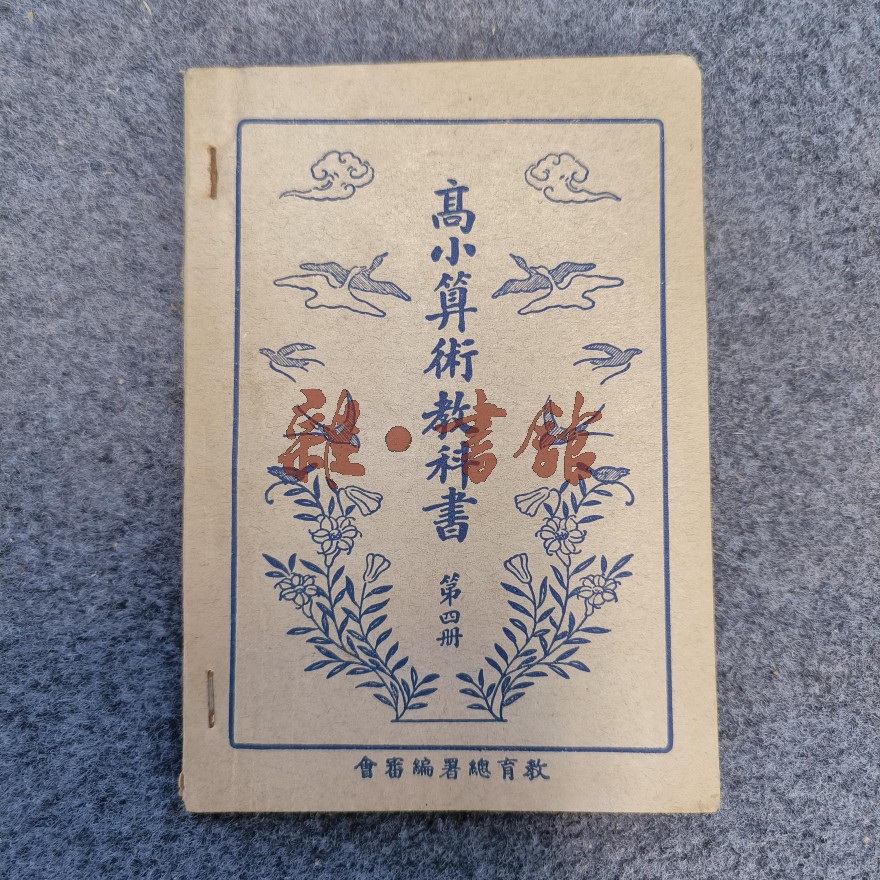 高小算術教科書
第四冊
教育總署編審會